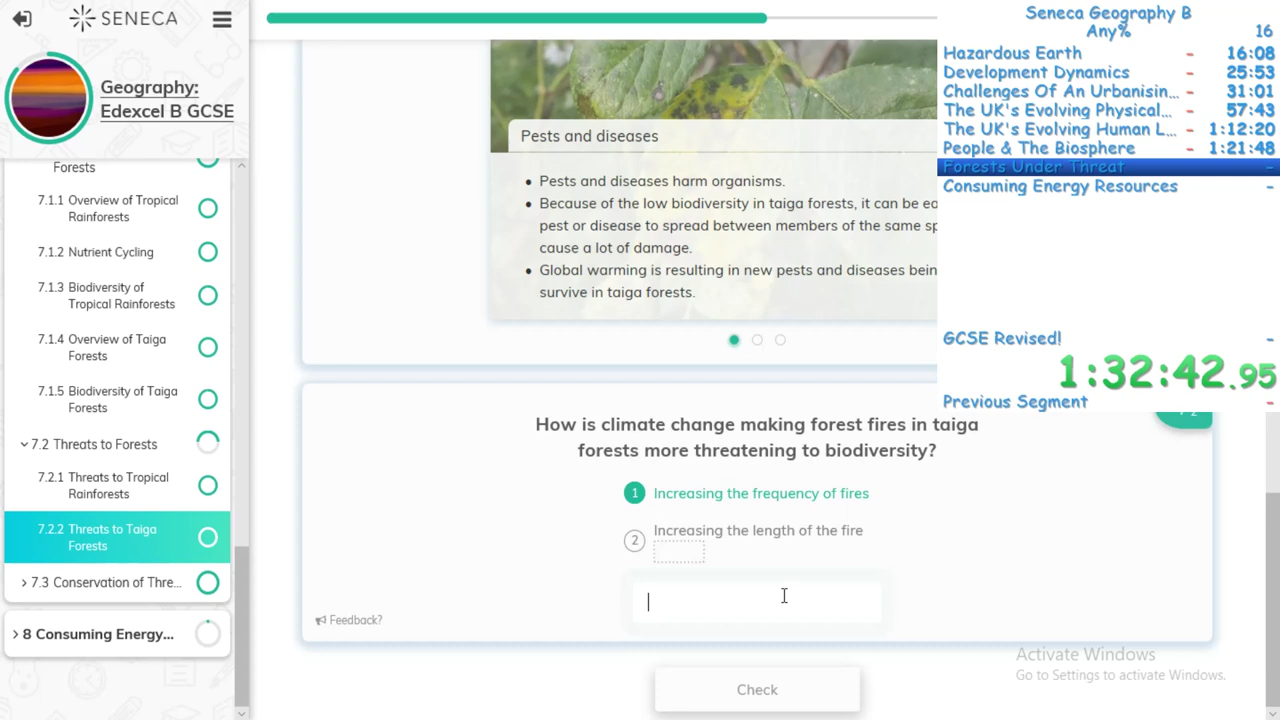 SENECA
Geography:
Edexcel B GCSE
Forests
7.1.1 Overview of Tropical
Rainforests
7.1.2 Nutrient Cycling
7.1.3 Biodiversity of
Tropical Rainforests
7.1.4 Overview of Taiga
Forests
7.1.5 Biodiversity of Taiga
Forests
7.2 Threats to Forests
7.2.1 Threats to Tropical
Rainforests
7.2.2 Threats to Taiga
Forests
7.3 Conservation of Thre...
8 Consuming Energy...
Pests and diseases
• Pests and diseases harm organisms.
• Because of the low biodiversity in taiga forests, it can be ea
pest or disease to spread between members of the same sp
cause a lot of damage.
• Global warming is resulting in new pests and diseases bein
survive in taiga forests.
How is climate change making forest fires in taiga
forests more threatening to biodiversity?
1 Increasing the frequency of fires
2 Increasing the length of the fire
Feedback?
Check
Seneca Geography B
Any% 16
Hazardous Earth - 16:08
Development Dynamics - 25:53
Challenges Of An Urbanisin... - 31:01
The UK's Evolving Physical... - 57:43
The UK's Evolving Human L... - 1:12:20
People & The Biosphere - 1:21:48
Forests Under Threat -
Consuming Energy Resources -
GCSE Revised! -
1:32:42.95
Previous Segment -
Activate Windows
Go to Settings to activate Windows.